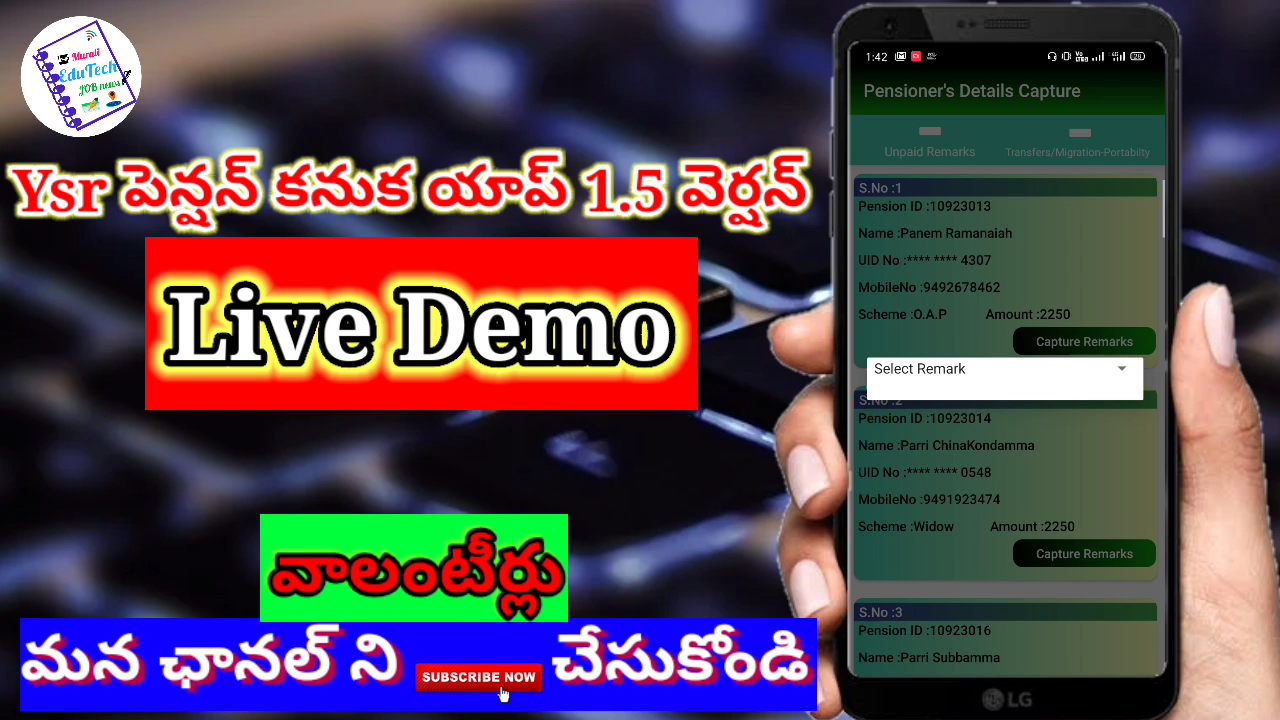 Murali
EduTech
JOB news
Ysr పెన్షన్ కనుక యాప్ 1.5 వెర్షన్
Live Demo
వాలంటీర్లు
మన ఛానల్ ని SUBSCRIBE NOW చేసుకోండి
1:42
Pensioner's Details Capture
Unpaid Remarks Transfers/Migration-Portabilty
S.No :1
Pension ID :10923013
Name :Panem Ramanaiah
UID No :**** **** 4307
MobileNo :9492678462
Scheme :O.A.P Amount :2250
Capture Remarks
Select Remark
S.No :2
Pension ID :10923014
Name :Parri ChinaKondamma
UID No :**** **** 0548
MobileNo :9491923474
Scheme :Widow Amount :2250
Capture Remarks
S.No :3
Pension ID :10923016
Name :Parri Subbamma
LG